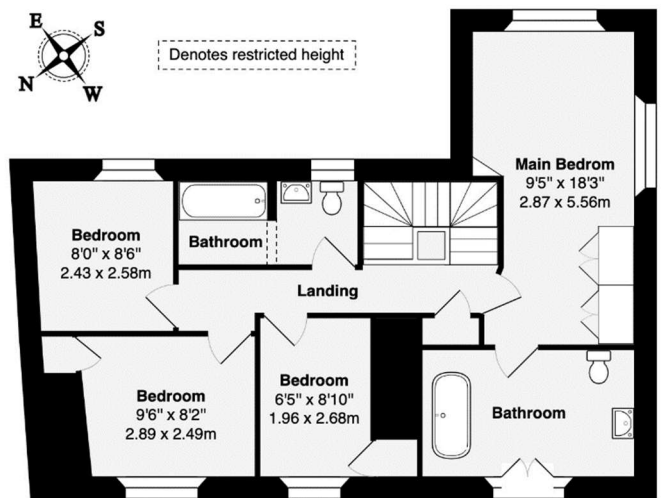 E
S
N
W
Denotes restricted height
Main Bedrom
9'5" x 18'3"
2.87 x 5.56m
Bedroom
8'0" x 8'6"
2.43 x 2.58m
Bathroom
Landing
Bedroom
9'6" x 8'2"
2.89 x 2.49m
Bedroom
6'5" x 8'10"
1.96 x 2.68m
Bathroom